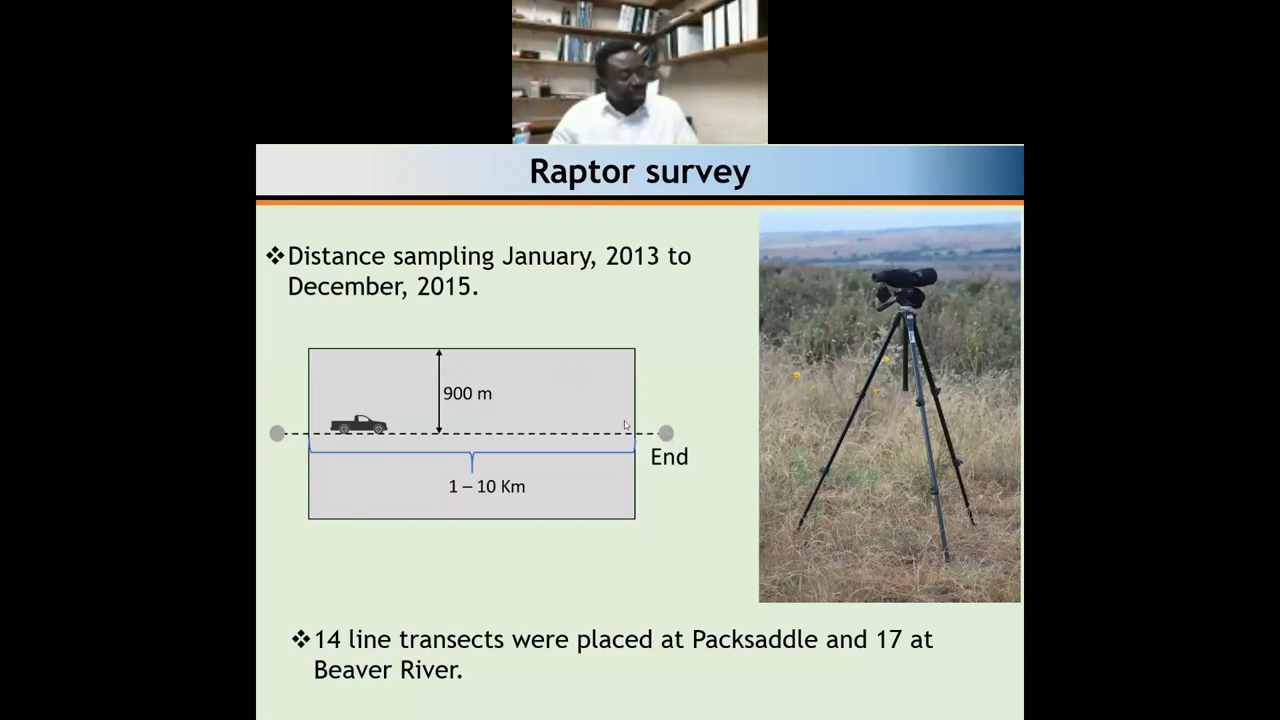 Raptor survey
❖Distance sampling January, 2013 to
December, 2015.
900 m
End
1 – 10 Km
❖14 line transects were placed at Packsaddle and 17 at
Beaver River.